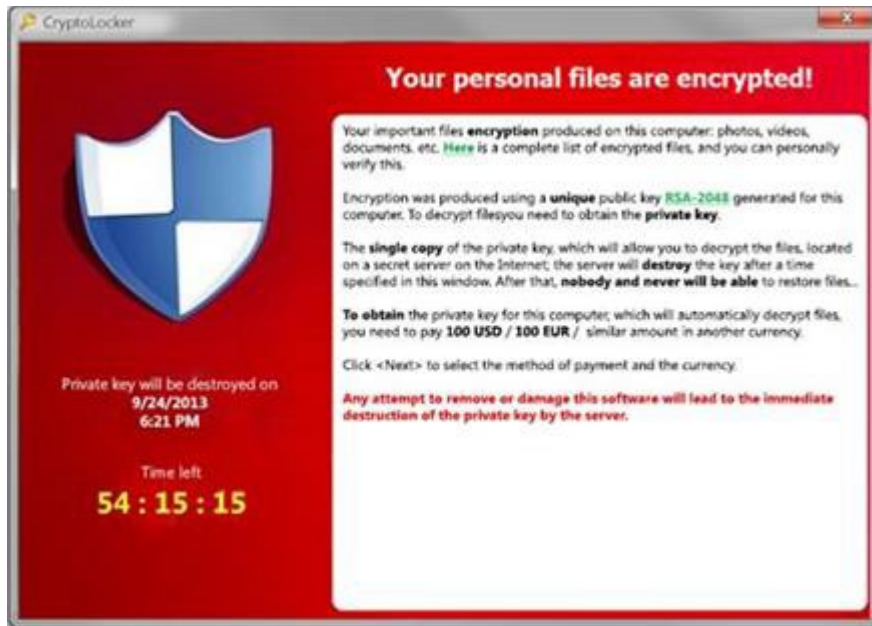 CryptoLocker
Your personal files are encrypted!
Your important files encryption produced on this computer: photos, videos,
documents, etc. Here is a complete list of encrypted files, and you can personally
verify this.
Encryption was produced using a unique public key RSA-2048 generated for this
computer. To decrypt filesyou need to obtain the private key.
The single copy of the private key, which will allow you to decrypt the files, located
on a secret server on the Internet; the server will destroy the key after a time
specified in this window. After that, nobody and never will be able to restore files...
To obtain the private key for this computer, which will automatically decrypt files,
you need to pay 100 USD / 100 EUR / similar amount in another currency.
Click <Next> to select the method of payment and the currency.
Any attempt to remove or damage this software will lead to the immediate
destruction of the private key by the server.
Private key will be destroyed on
9/24/2013
6:21 PM
Time left
54 : 15 : 15